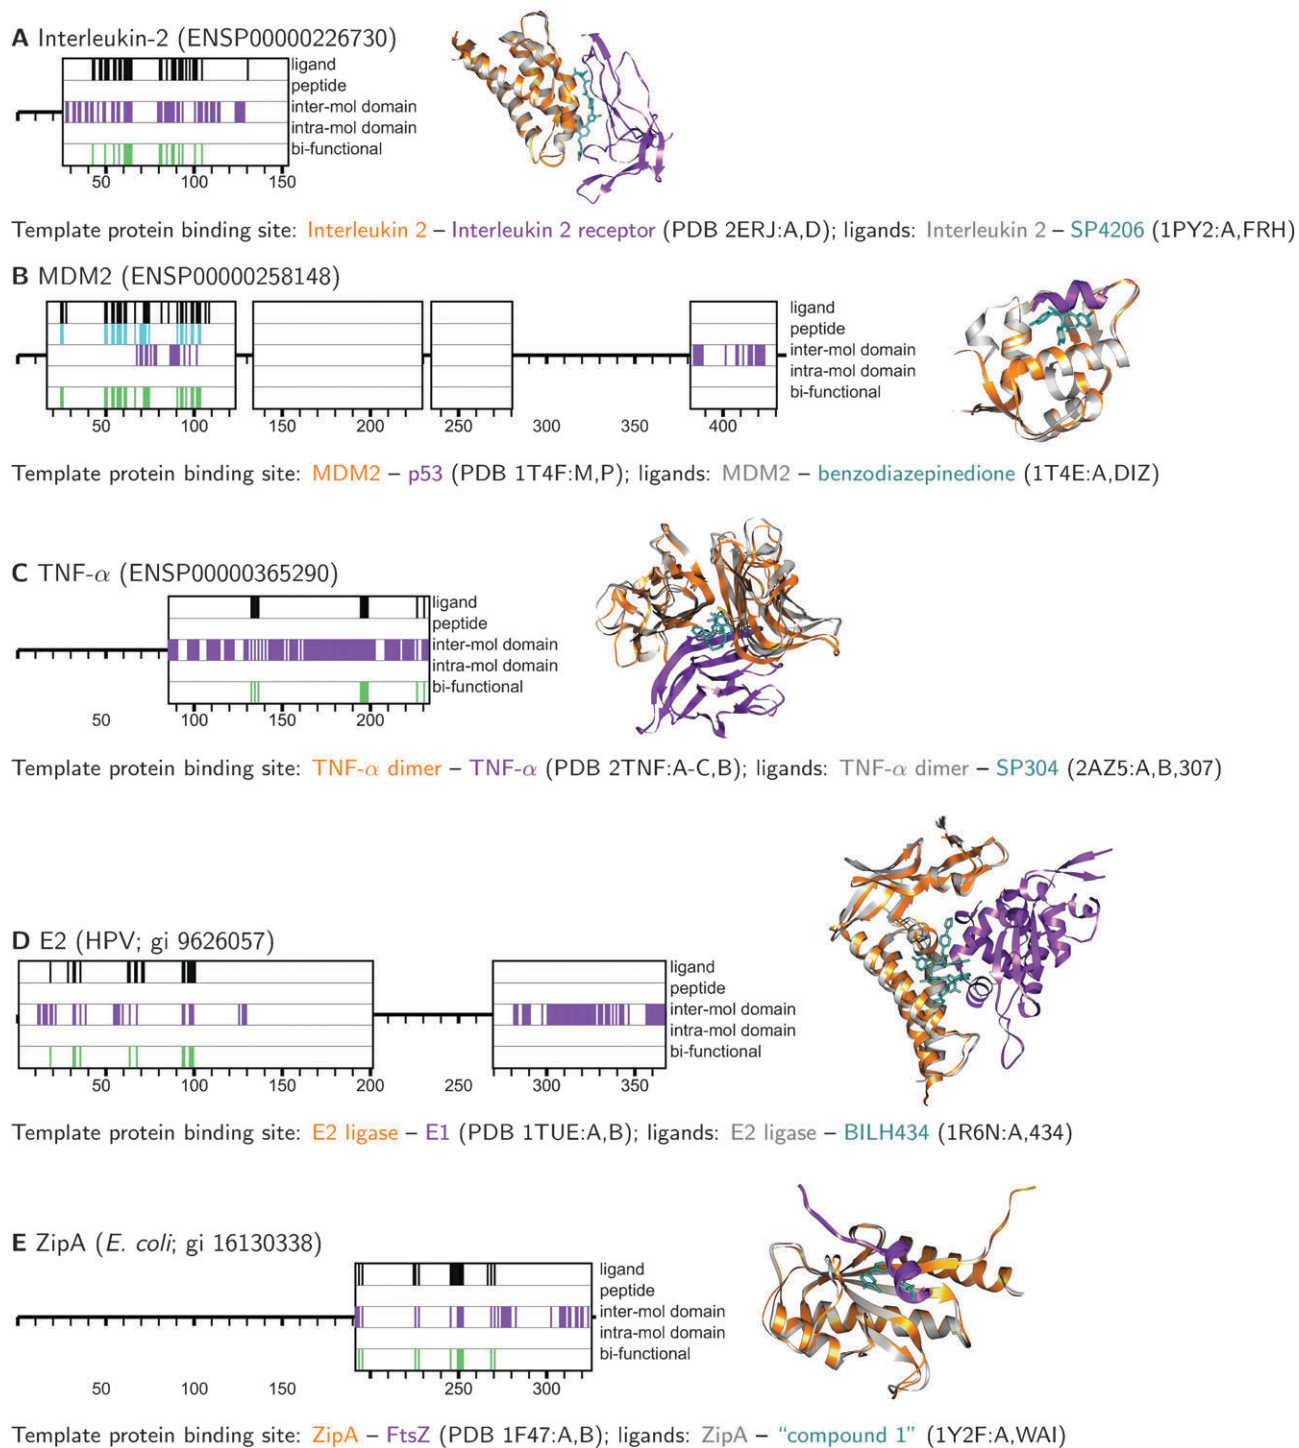 A Interleukin-2 (ENSP00000226730)
ligand
peptide
inter-mol domain
intra-mol domain
bi-functional
50 100 150
Template protein binding site: Interleukin 2 – Interleukin 2 receptor (PDB 2ERJ:A,D); ligands: Interleukin 2 – SP4206 (1PY2:A,FRH)
B MDM2 (ENSP00000258148)
ligand
peptide
inter-mol domain
intra-mol domain
bi-functional
50 100 150 200 250 300 350 400
Template protein binding site: MDM2 – p53 (PDB 1T4F:M,P); ligands: MDM2 – benzodiazepinedione (1T4E:A,DIZ)
C TNF-α (ENSP00000365290)
ligand
peptide
inter-mol domain
intra-mol domain
bi-functional
50 100 150 200
Template protein binding site: TNF-α dimer – TNF-α (PDB 2TNF:A-C,B); ligands: TNF-α dimer – SP304 (2AZ5:A,B,307)
D E2 (HPV; gi 9626057)
ligand
peptide
inter-mol domain
intra-mol domain
bi-functional
50 100 150 200 250 300 350
Template protein binding site: E2 ligase – E1 (PDB 1TUE:A,B); ligands: E2 ligase – BILH434 (1R6N:A,434)
E ZipA (E. coli; gi 16130338)
ligand
peptide
inter-mol domain
intra-mol domain
bi-functional
50 100 150 200 250 300
Template protein binding site: ZipA – FtsZ (PDB 1F47:A,B); ligands: ZipA – “compound 1” (1Y2F:A,WAI)